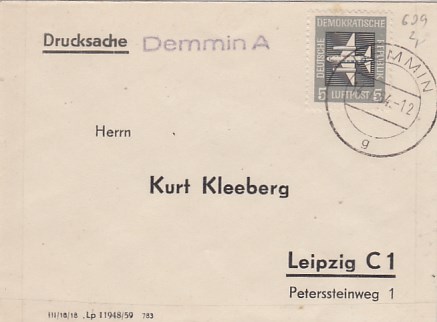 Drucksache Demmin A
DEUTSCHE DEMOKRATISCHE REPUBLIK
5 LUFTPOST 5
629
MMIN
4.-12
g
Herrn
Kurt Kleeberg
Leipzig C 1
Peterssteinweg 1
III/18/18 Lp 11948/59 783